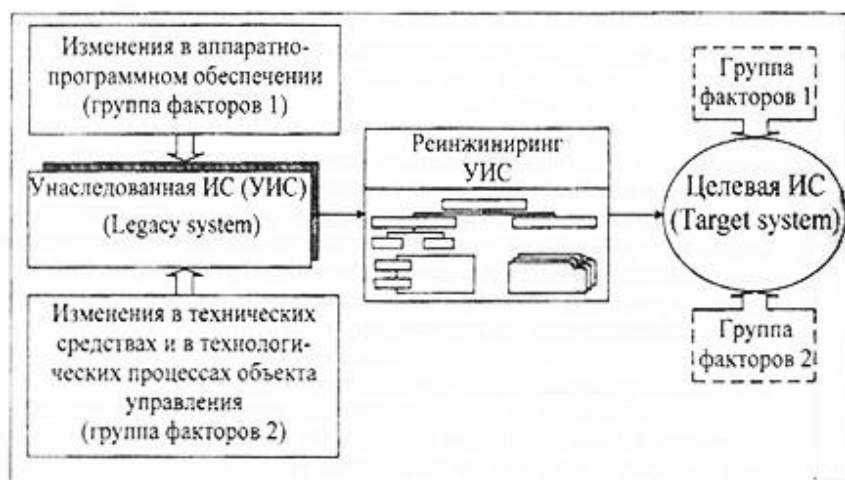 Изменения в аппаратно-
программном обеспечении
(группа факторов 1)
Унаследованная ИС (УИС)
(Legacy system)
Изменения в технических
средствах и в технологи-
ческих процессах объекта
управления
(группа факторов 2)
Реинжиниринг
УИС
Группа
факторов 1
Целевая ИС
(Target system)
Группа
факторов 2